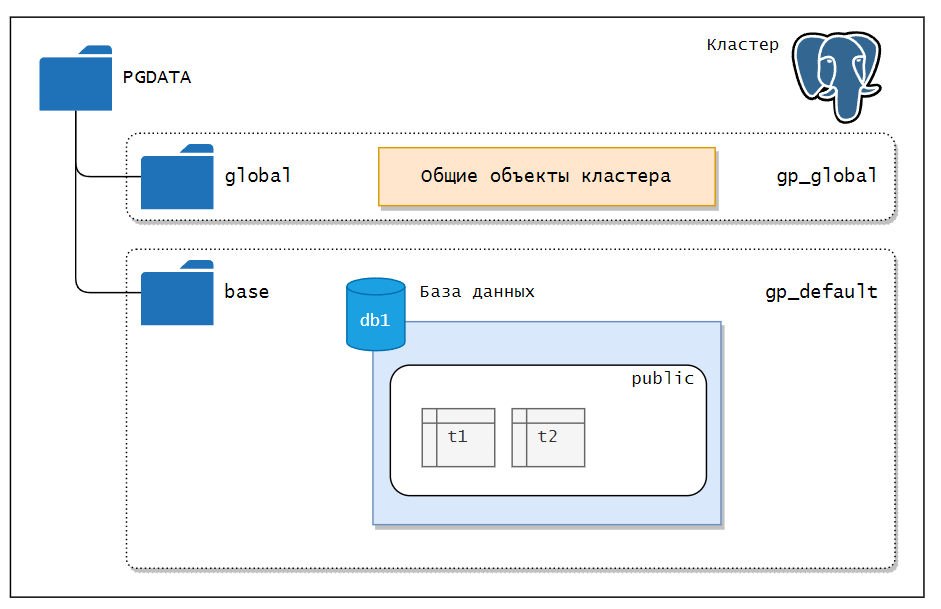 Кластер
PGDATA
global
Общие объекты кластера
gp_global
base
База данных
gp_default
db1
public
t1
t2